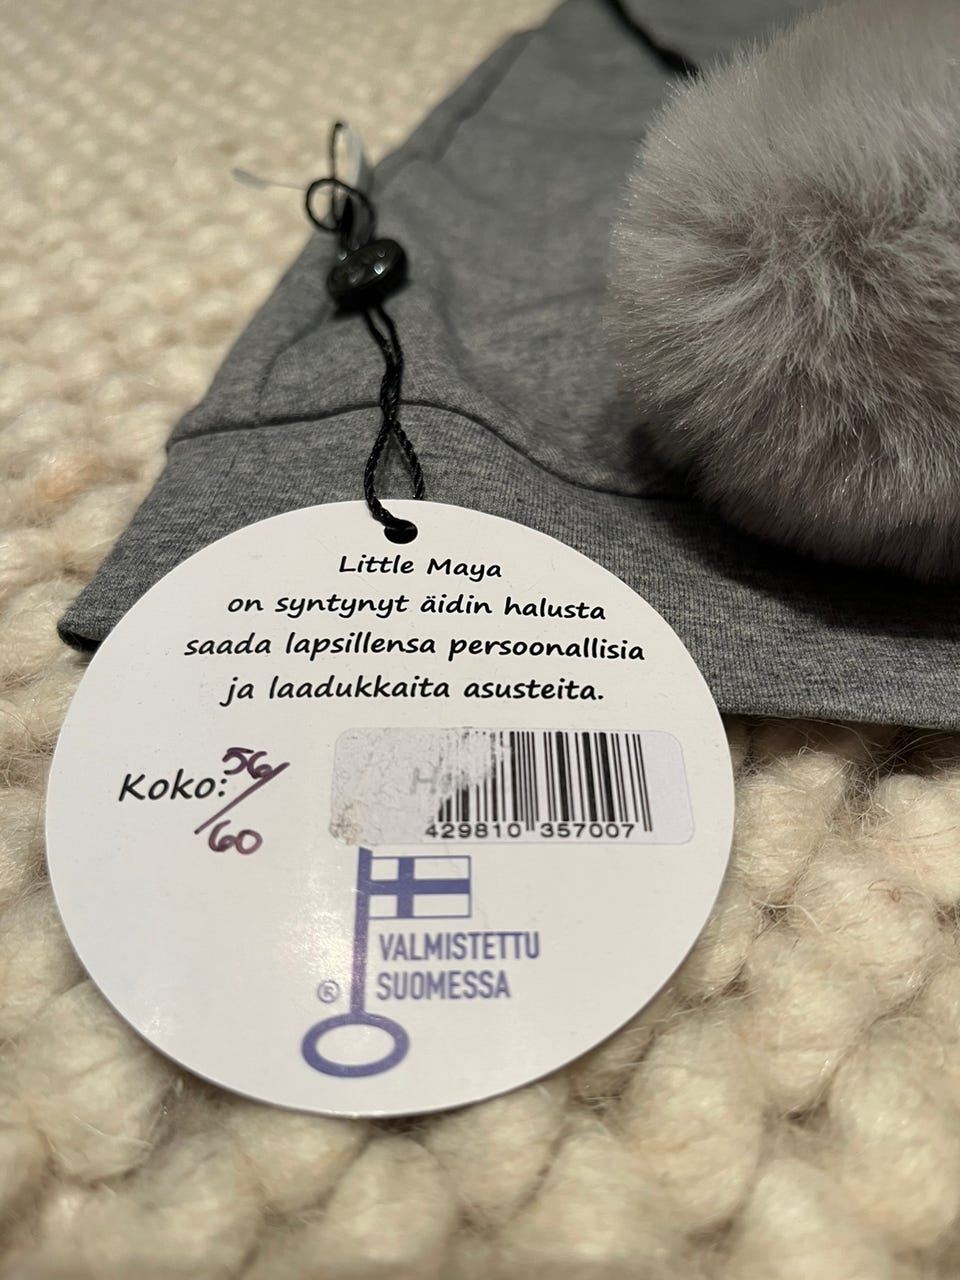 Little Maya
on syntynyt äidin halusta
saada lapsillensa persoonallisia
ja laadukkaita asusteita.
Koko: 56/60
429810 357007
VALMISTETTU
SUOMESSA
®